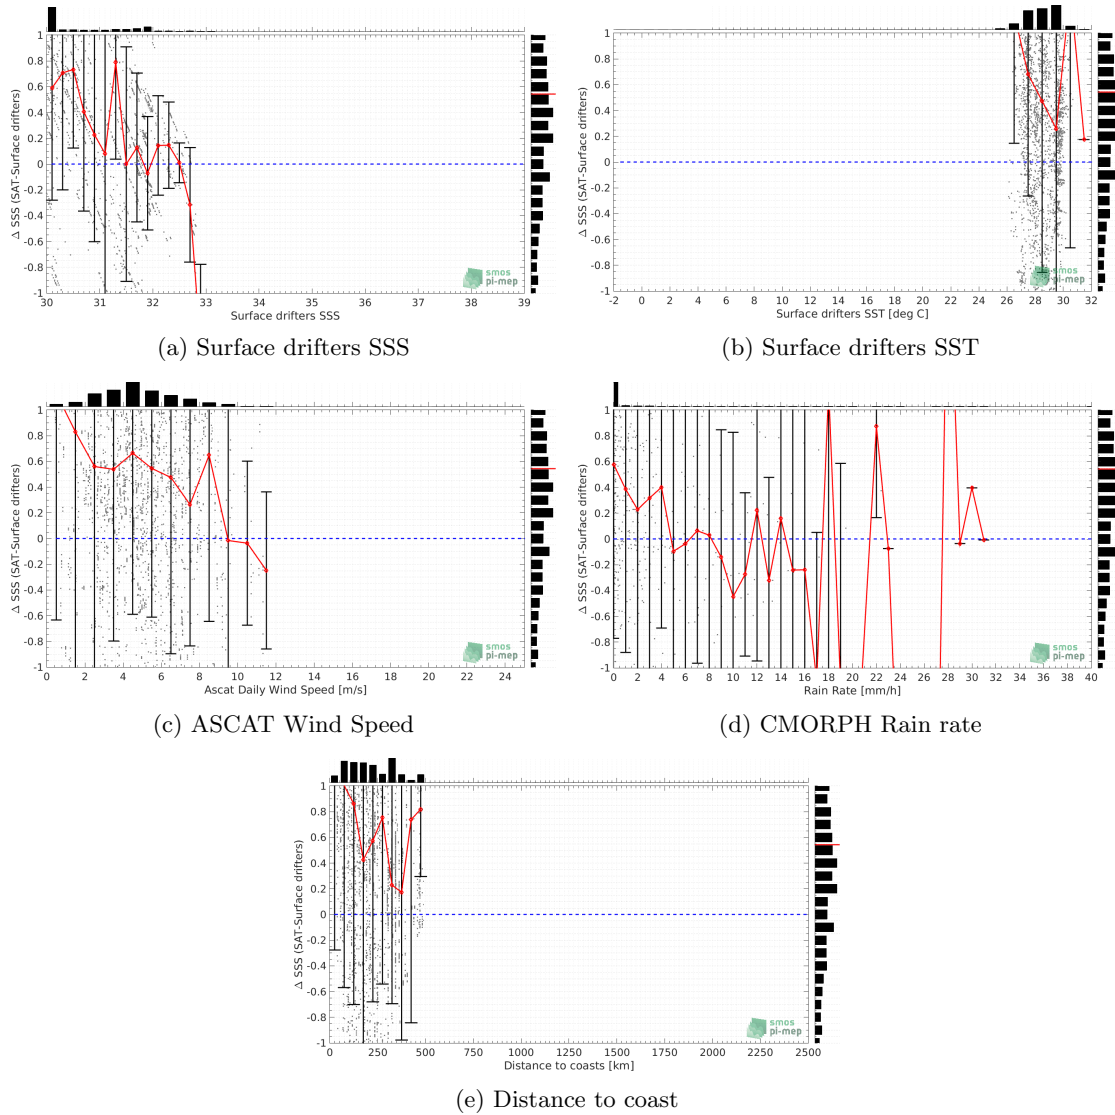 1
0.8
0.6
0.4
0.2
0
-0.2
-0.4
-0.6
-0.8
-1
Δ SSS (SAT-Surface drifters)
smos
pi-mep
30 31 32 33 34 35 36 37 38 39
Surface drifters SSS
(a) Surface drifters SSS
1
0.8
0.6
0.4
0.2
0
-0.2
-0.4
-0.6
-0.8
-1
Δ SSS (SAT-Surface drifters)
smos
pi-mep
-2 0 2 4 6 8 10 12 14 16 18 20 22 24 26 28 30 32
Surface drifters SST [deg C]
(b) Surface drifters SST
1
0.8
0.6
0.4
0.2
0
-0.2
-0.4
-0.6
-0.8
-1
Δ SSS (SAT-Surface drifters)
smos
pi-mep
0 2 4 6 8 10 12 14 16 18 20 22 24
Ascat Daily Wind Speed [m/s]
(c) ASCAT Wind Speed
1
0.8
0.6
0.4
0.2
0
-0.2
-0.4
-0.6
-0.8
-1
Δ SSS (SAT-Surface drifters)
smos
pi-mep
0 2 4 6 8 10 12 14 16 18 20 22 24 26 28 30 32 34 36 38 40
Rain Rate [mm/h]
(d) CMORPH Rain rate
1
0.8
0.6
0.4
0.2
0
-0.2
-0.4
-0.6
-0.8
-1
Δ SSS (SAT-Surface drifters)
smos
pi-mep
0 250 500 750 1000 1250 1500 1750 2000 2250 2500
Distance to coasts [km]
(e) Distance to coast